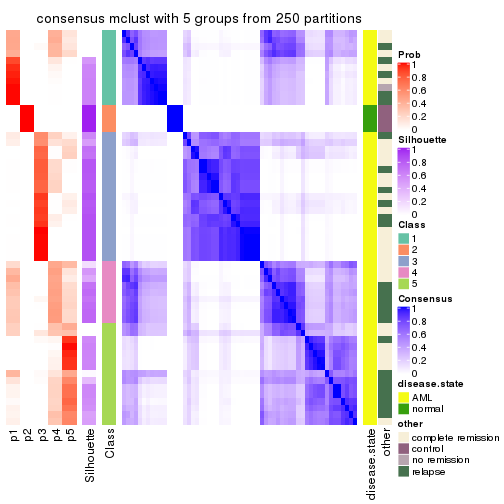 consensus mclust with 5 groups from 250 partitions
Prob
1
0.8
0.6
0.4
0.2
0
Silhouette
1
0.8
0.6
0.4
0.2
0
Class
1
2
3
4
5
Consensus
1
0.8
0.6
0.4
0.2
0
disease.state
AML
normal
other
complete remission
control
no remission
relapse
p1
p2
p3
p4
p5
Silhouette
Class
disease.state
other